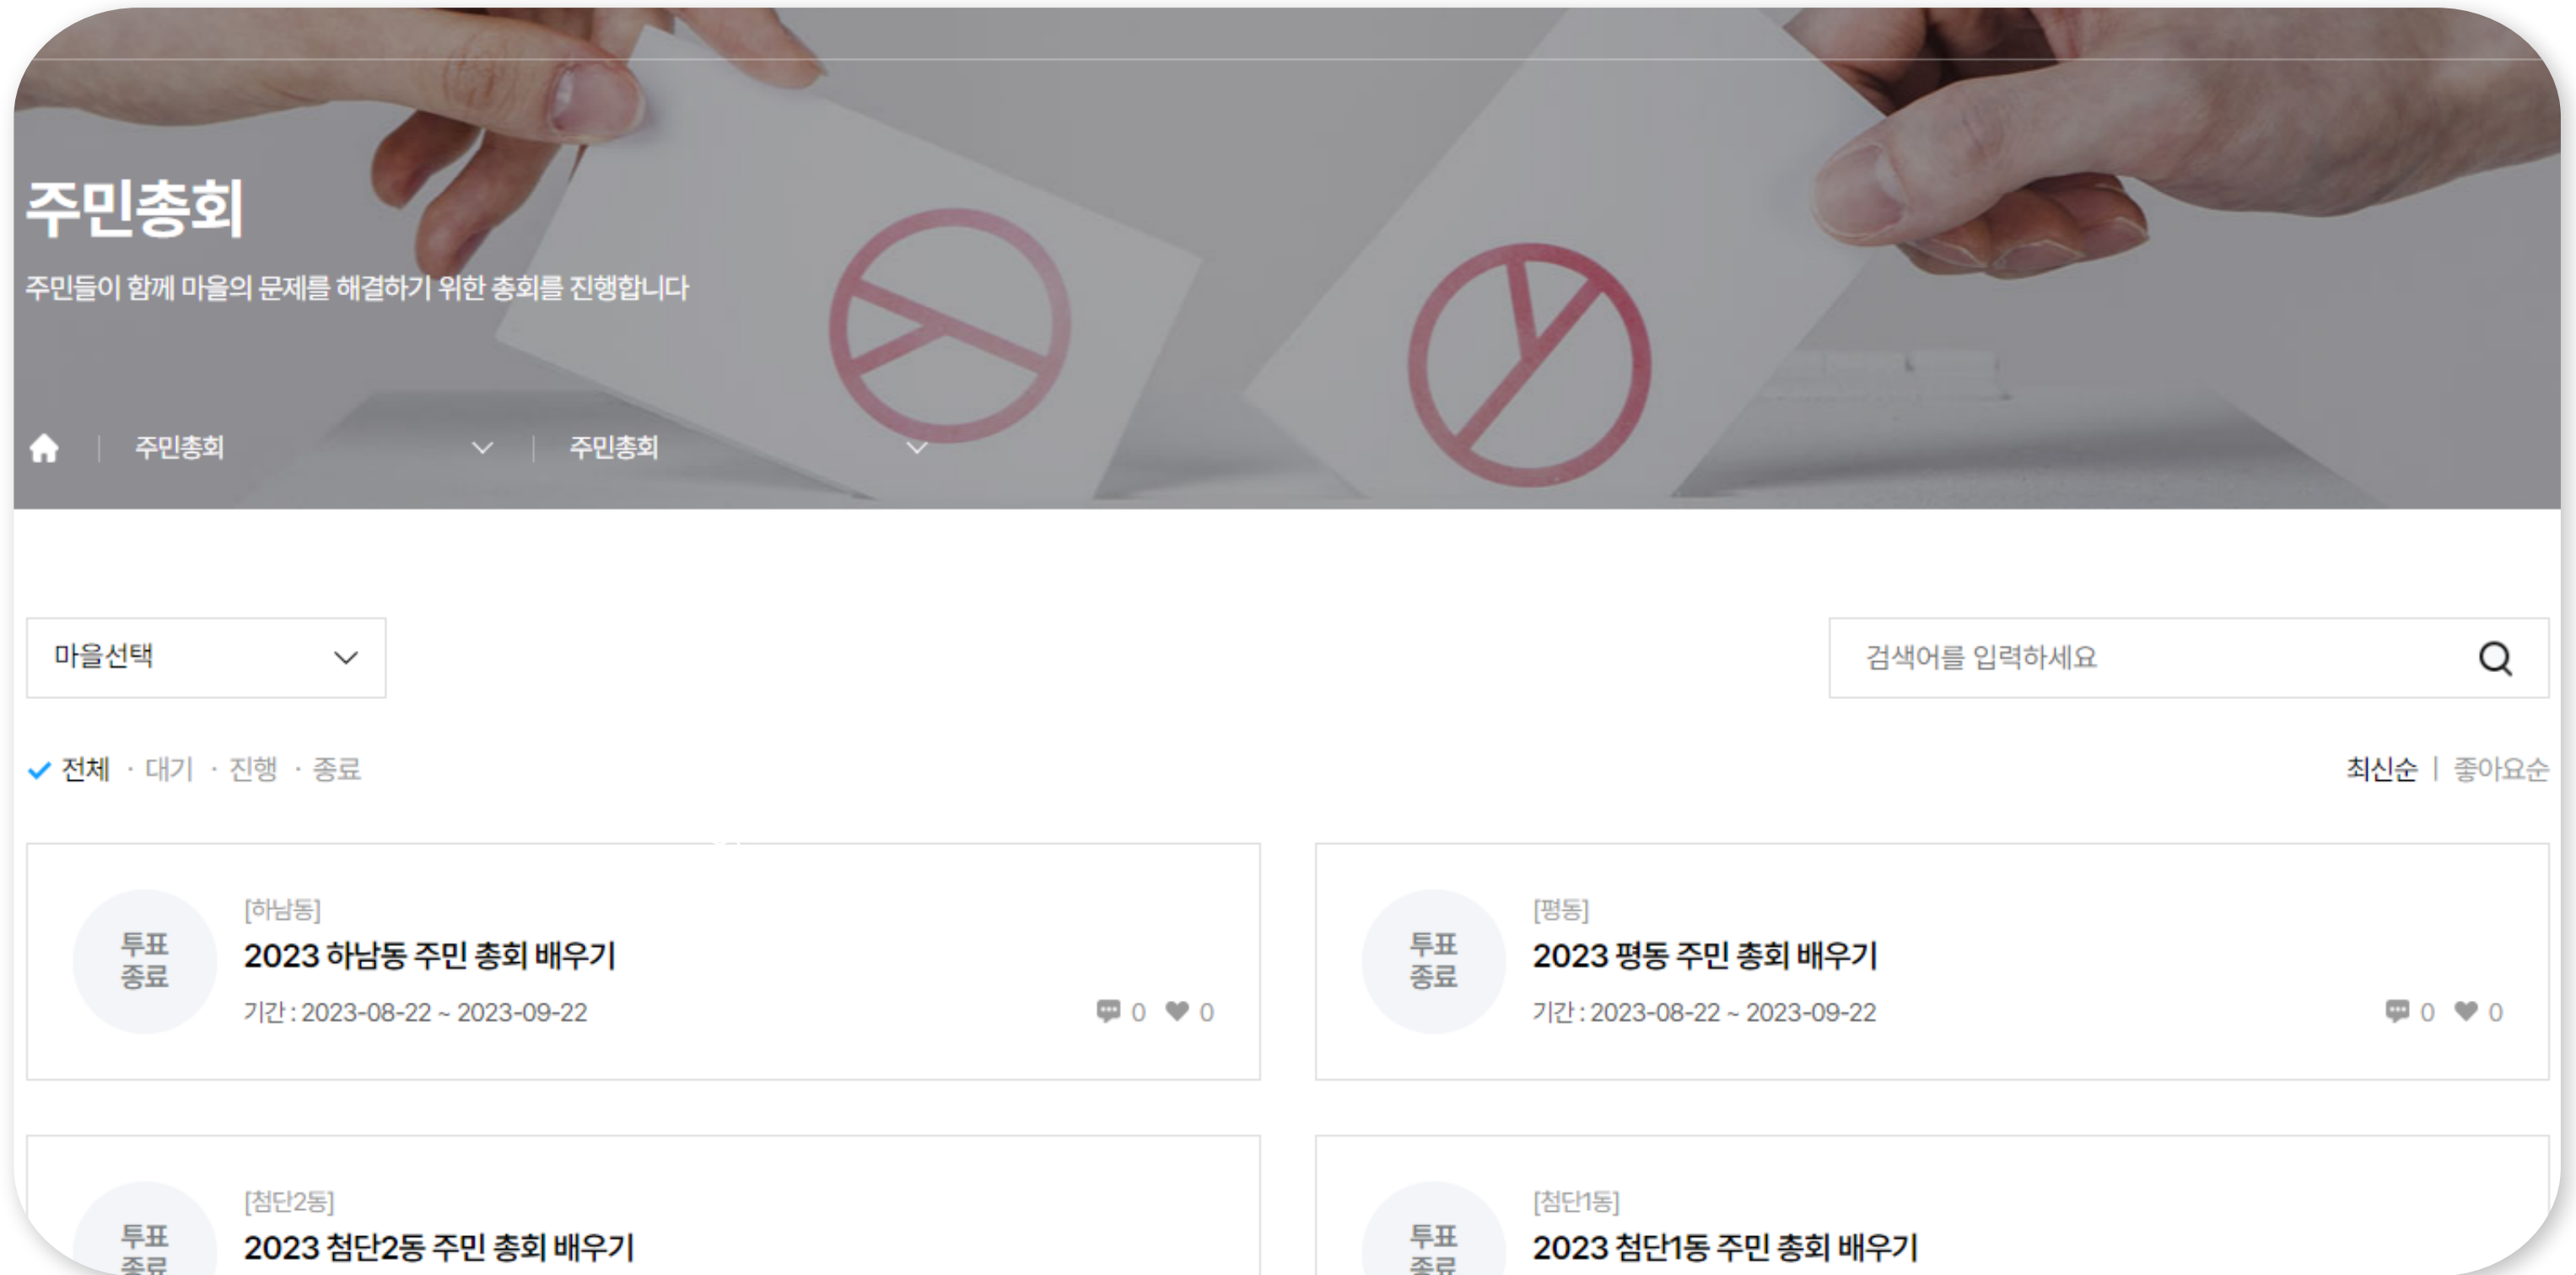 주민총회
주민들이 함께 마을의 문제를 해결하기 위한 총회를 진행합니다
주민총회
주민총회
마을선택
검색어를 입력하세요
전체 · 대기 · 진행 · 종료
최신순 | 좋아요순
투표
종료
[하남동]
2023 하남동 주민 총회 배우기
기간 : 2023-08-22 ~ 2023-09-22
0 0
투표
종료
[평동]
2023 평동 주민 총회 배우기
기간 : 2023-08-22 ~ 2023-09-22
0 0
투표
종료
[첨단2동]
2023 첨단2동 주민 총회 배우기
투표
종료
[첨단1동]
2023 첨단1동 주민 총회 배우기